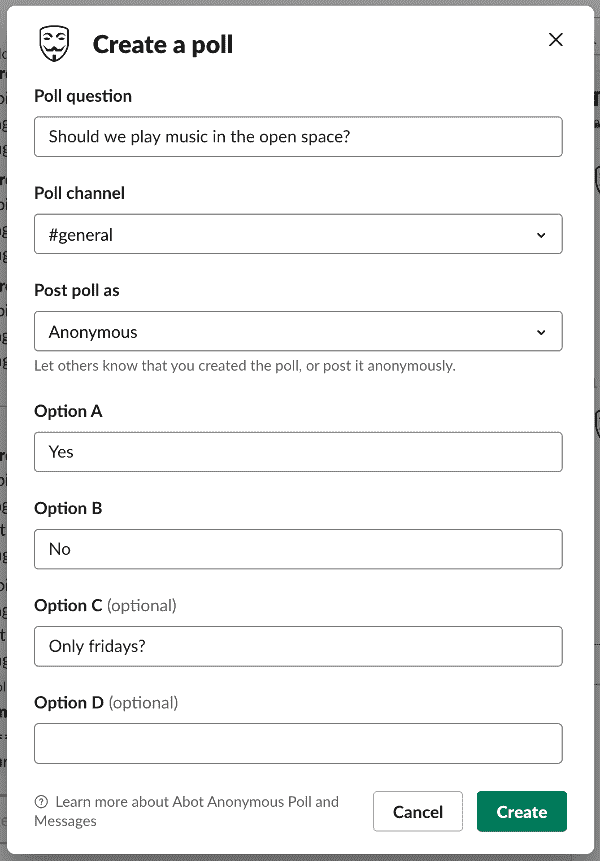 Create a poll
Poll question
Should we play music in the open space?
Poll channel
#general
Post poll as
Anonymous
Let others know that you created the poll, or post it anonymously.
Option A
Yes
Option B
No
Option C (optional)
Only fridays?
Option D (optional)
Learn more about Abot Anonymous Poll and
Messages
Cancel
Create